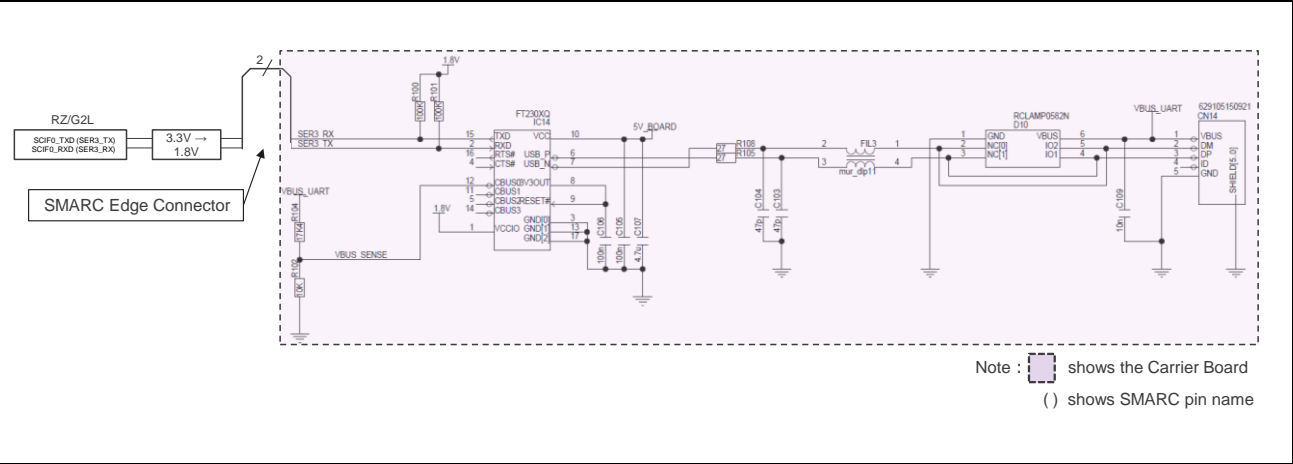 RZ/G2L
SCIF0_TXD (SER3_TX)
SCIF0_RXD (SER3_RX)
3.3V →
1.8V
SMARC Edge Connector
2
SER3_RX
SER3_TX
R100
100K
R101
100K
1.8V
FT230XQ
IC14
15 TXD VCC 10
2 RXD
16 RTS# USB_P 6
4 CTS# USB_N 7
12 CBUS0 3V3OUT 8
11 CBUS1
5 CBUS2 RESET# 9
14 CBUS3
GND[0] 3
1 VCCIO GND[1] 13
GND[2] 17
1.8V
VBUS_UART
R104
17K4
VBUS_SENSE
R102
10K
5V_BOARD
C106
100n
C105
100n
C107
4.7u
27 R108
27 R105
C104
47p
C103
47p
2 FIL3 1
3 4
mur_dlp11
RCLAMP0582N
D10
1 GND VBUS 6
2 NC[0] IO2 5
3 NC[1] IO1 4
C109
10n
VBUS_UART
629105150921
CN14
1 VBUS
2 DM
3 DP
4 ID
5 GND
SHIELD[5..0]
Note : shows the Carrier Board
( ) shows SMARC pin name